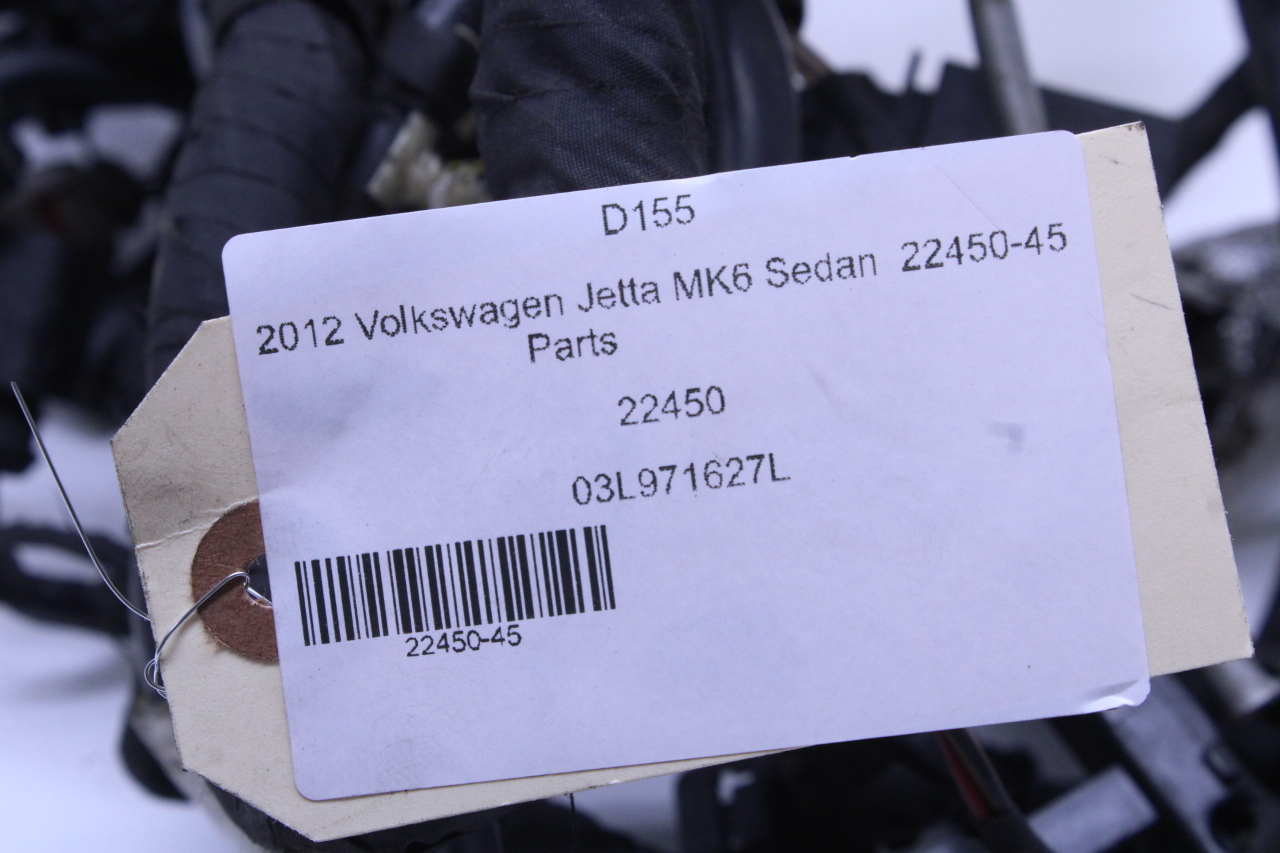 D155
2012 Volkswagen Jetta MK6 Sedan 22450-45
Parts
22450
03L971627L
22450-45